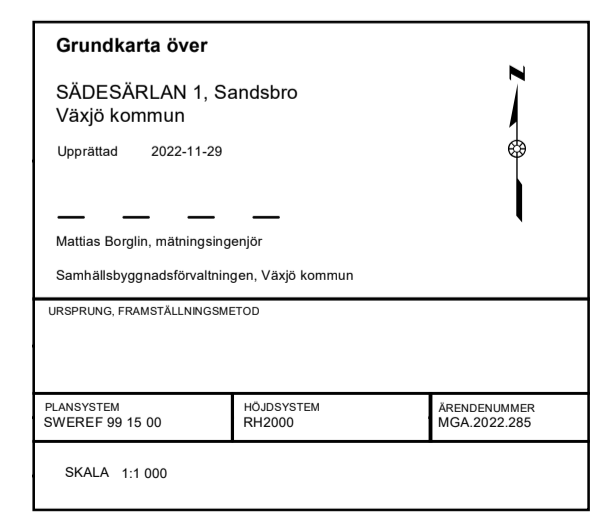 Grundkarta över
SÄDESÄRLAN 1, Sandsbro
Växjö kommun
Upprättad 2022-11-29
Mattias Borglin, mätningsingenjör
Samhällsbyggnadsförvaltningen, Växjö kommun
URSPRUNG, FRAMSTÄLLNINGSMETOD
PLANSYSTEM
SWEREF 99 15 00
HÖJDSYSTEM
RH2000
ÄRENDENUMMER
MGA.2022.285
SKALA 1:1 000
N